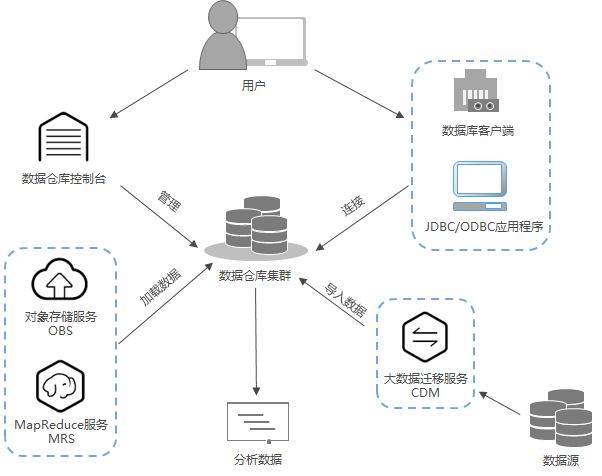 用户
数据库客户端
数据仓库控制台
管理
连接
JDBC/ODBC应用程序
数据仓库集群
加载数据
导入数据
对象存储服务
OBS
大数据迁移服务
CDM
MapReduce服务
MRS
分析数据
数据源